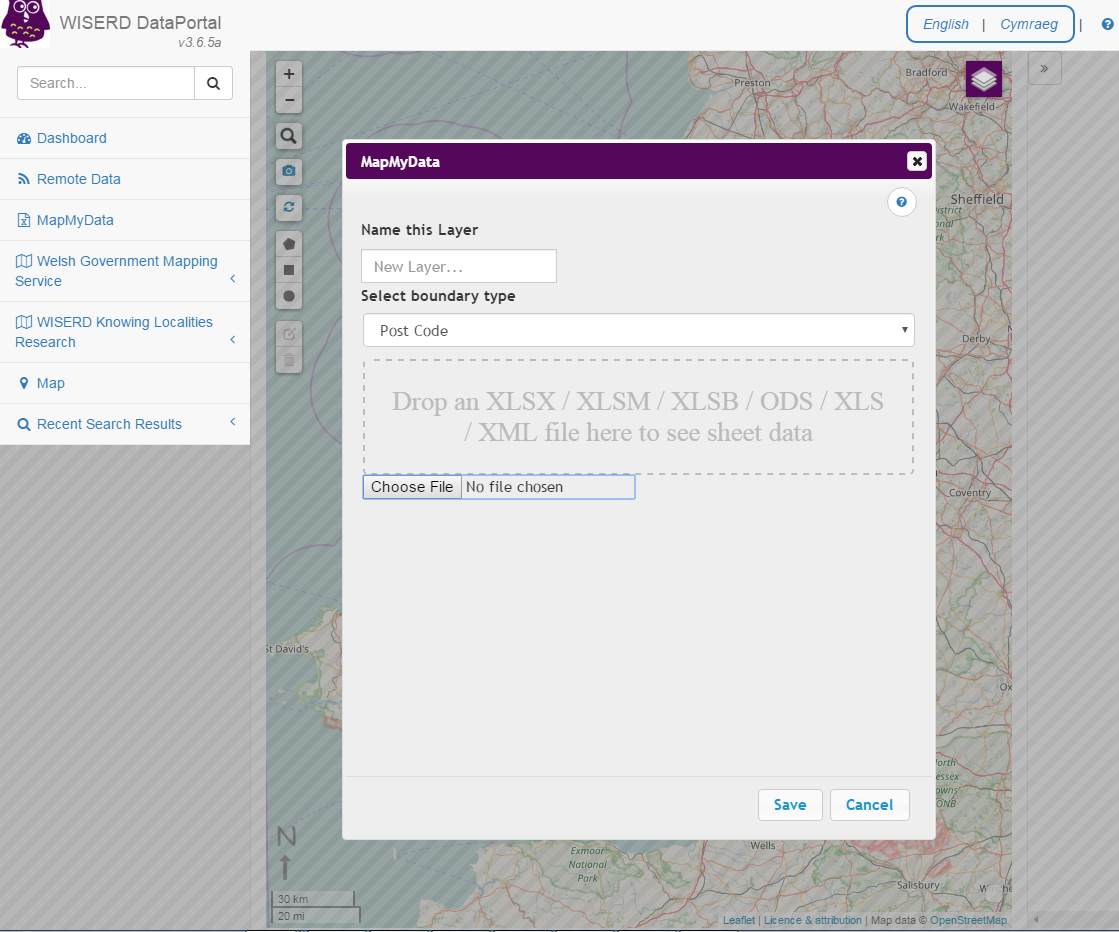 WISERD DataPortal
v3.6.5a
English | Cymraeg |
Search...
Dashboard
Remote Data
MapMyData
Welsh Government Mapping
Service
WISERD Knowing Localities
Research
Map
Recent Search Results
Preston
Bradford
Wakefield
MapMyData
Sheffield
Name this Layer
New Layer...
Select boundary type
Post Code
Derby
Drop an XLSX / XLSM / XLSB / ODS / XLS
/ XML file here to see sheet data
Choose File No file chosen
Coventry
St David's
Save
Cancel
N
Wells
Exmoor
National
Park
Salisbury
30 km
20 mi
Leaflet | Licence & attribution | Map data © OpenStreetMap